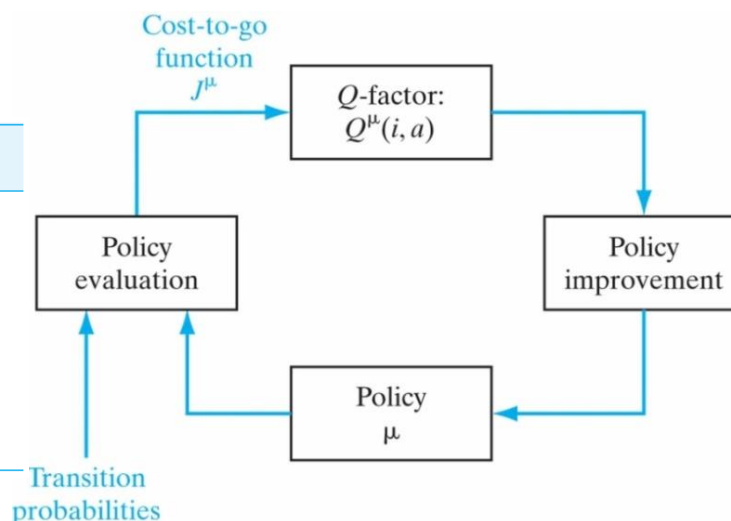 Cost-to-go
function
J^μ
Q-factor:
Q^μ(i, a)
Policy
evaluation
Policy
improvement
Policy
μ
Transition
probabilities